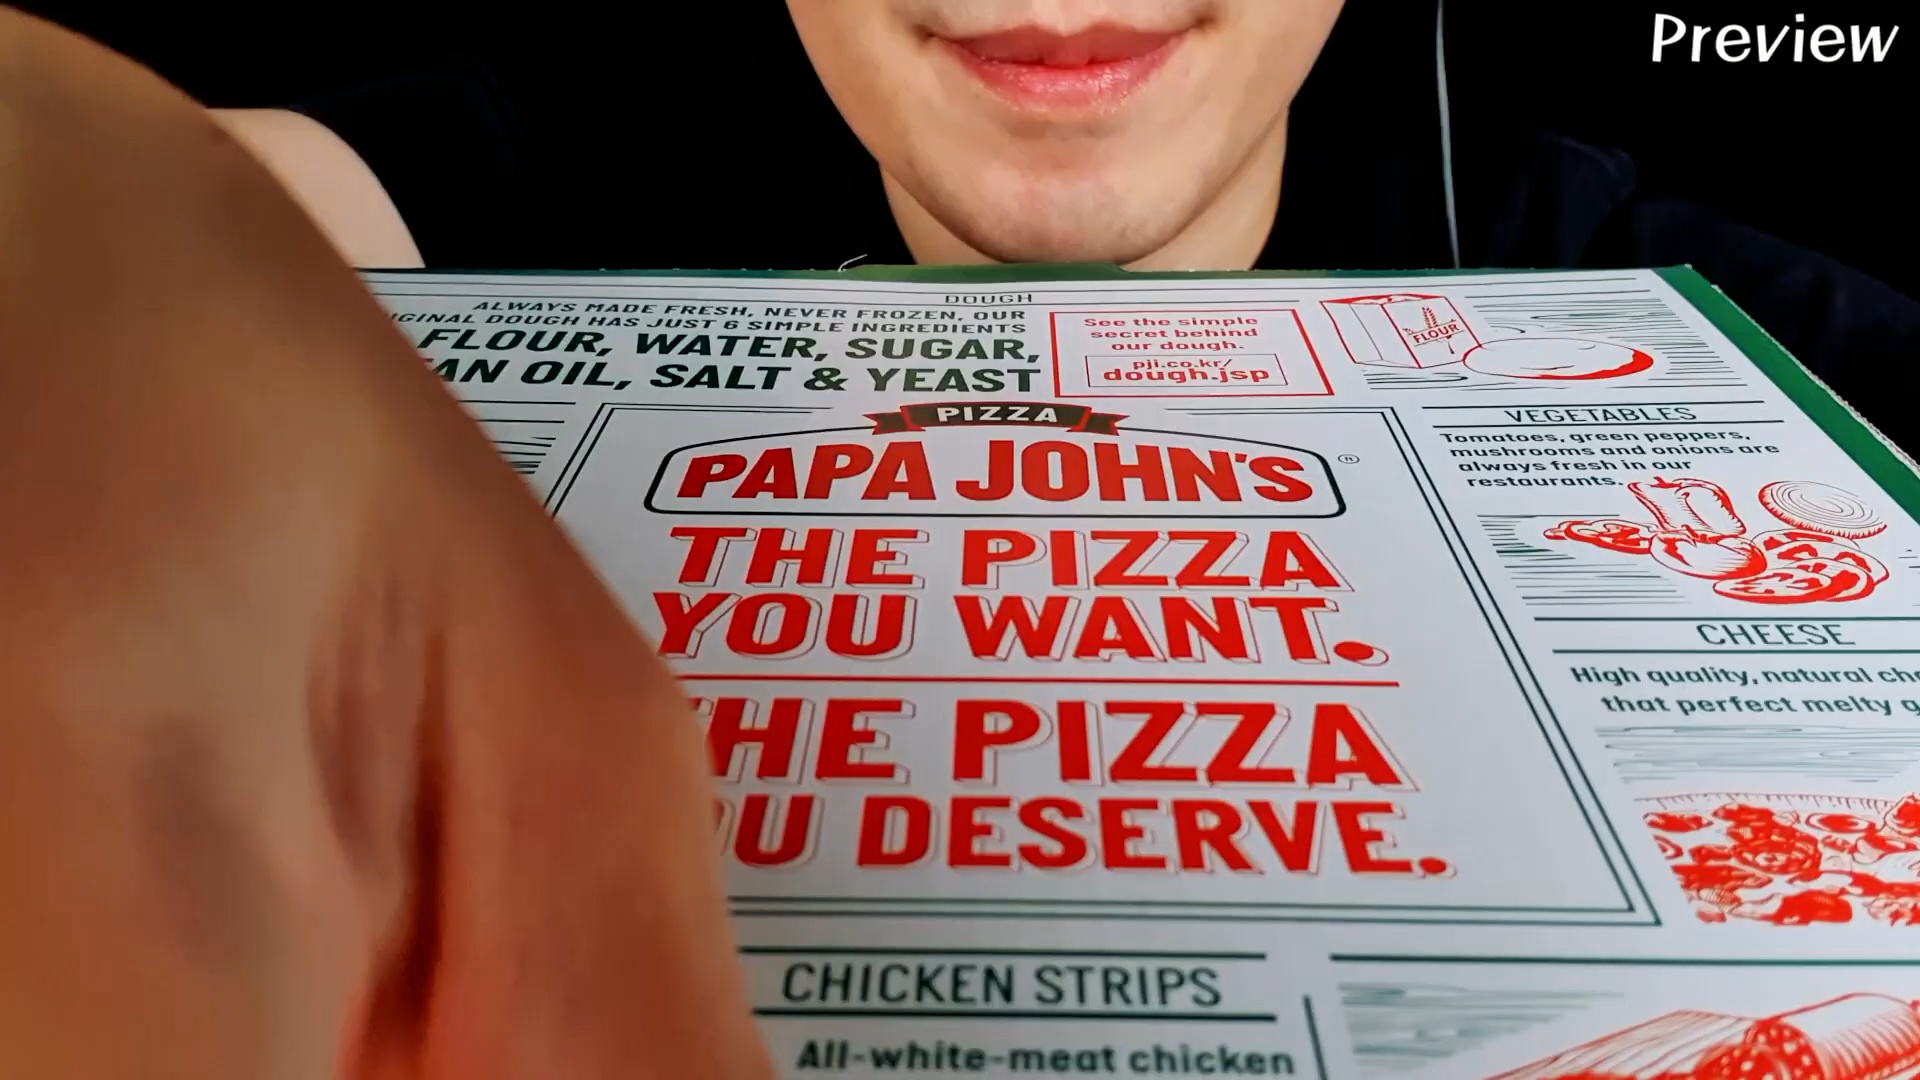 Preview
DOUGH
ALWAYS MADE FRESH, NEVER FROZEN, OUR
DOUGH HAS JUST 6 SIMPLE INGREDIENTS
FLOUR, WATER, SUGAR,
OIL, SALT & YEAST
See the simple
secret behind
our dough.
pji.co.kr/
dough.jsp
FLOUR
PIZZA
PAPA JOHN'S
®
THE PIZZA
YOU WANT.
THE PIZZA
DESERVE.
VEGETABLES
Tomatoes, green peppers,
mushrooms and onions are
always fresh in our
restaurants.
CHEESE
High quality, natural
that perfect melty
CHICKEN STRIPS
All-white-meat chicken